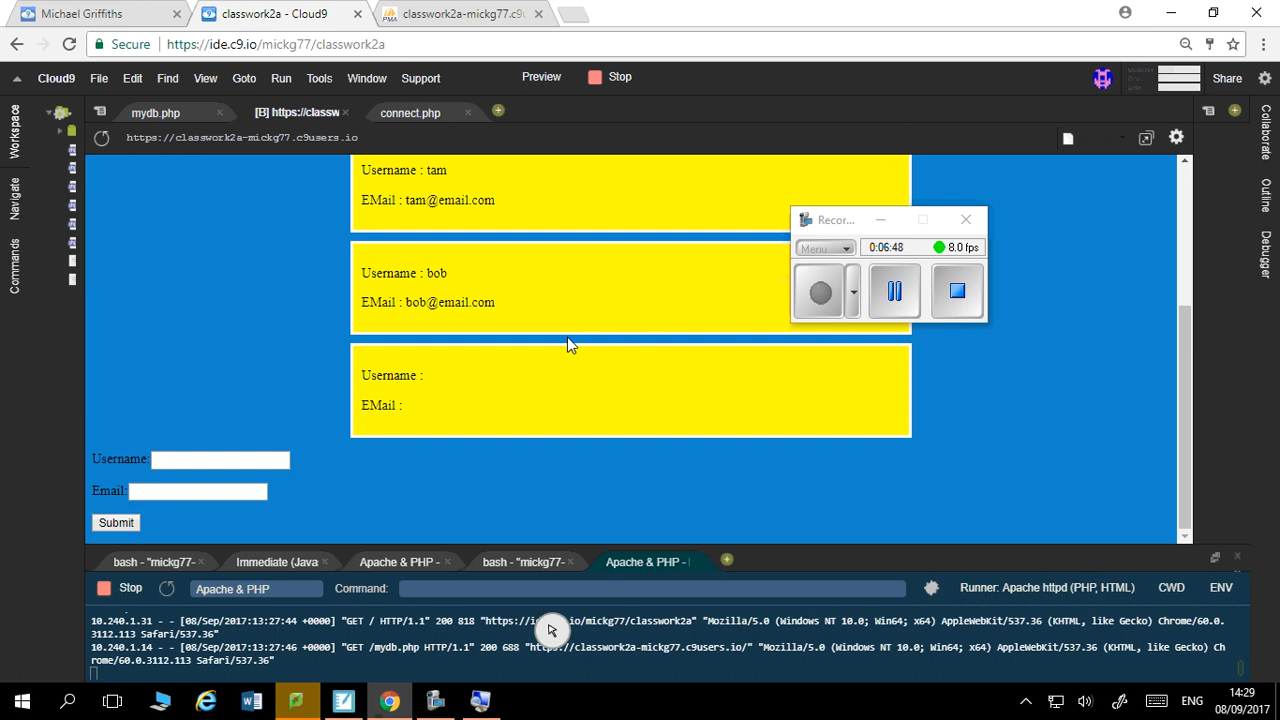 Michael Griffiths
classwork2a - Cloud9
classwork2a-mickg77.c9u
Secure
https://ide.c9.io/mickg77/classwork2a
Cloud9 File Edit Find View Goto Run Tools Window Support Preview Stop Share
mydb.php
[B] https://classw
connect.php
https://classwork2a-mickg77.c9users.io
Workspace
Navigate
Commands
Collaborate
Outline
Debugger
Username : tam
EMail : tam@email.com
Username : bob
EMail : bob@email.com
Username :
EMail :
Recor...
Menu 0:06:48 8.0 fps
Username:
Email:
Submit
bash - "mickg77- Immediate (Javas Apache & PHP - bash - "mickg77- Apache & PHP -
Stop Apache & PHP Command: Runner: Apache httpd (PHP, HTML) CWD ENV
10.240.1.31 - - [08/Sep/2017:13:27:44 +0000] "GET / HTTP/1.1" 200 818 "https://i .io/mickg77/classwork2a" "Mozilla/5.0 (Windows NT 10.0; Win64; x64) AppleWebKit/537.36 (KHTML, like Gecko) Chrome/60.0.
3112.113 Safari/537.36"
10.240.1.14 - - [08/Sep/2017:13:27:46 +0000] "GET /mydb.php HTTP/1.1" 200 688 "https://classwork2a-mickg77.c9users.io/" "Mozilla/5.0 (Windows NT 10.0; Win64; x64) AppleWebKit/537.36 (KHTML, like Gecko) Ch
rome/60.0.3112.113 Safari/537.36"
ENG
14:29
08/09/2017